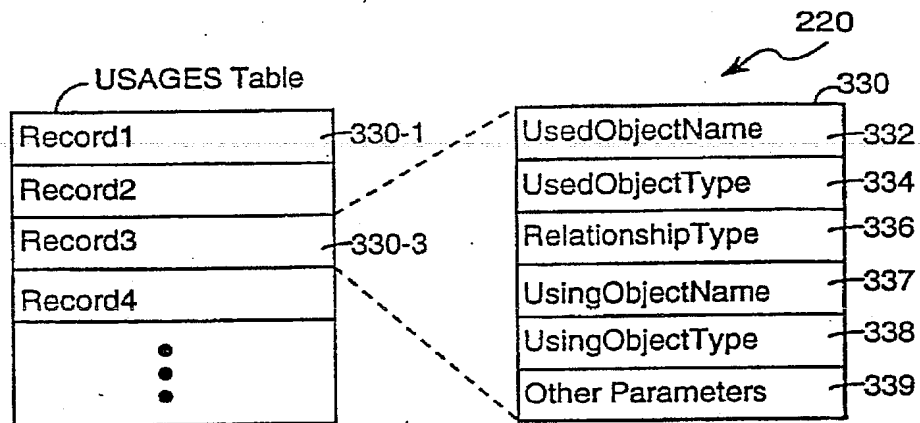 220
USAGES Table
330
Record1 330-1
Record2
Record3 330-3
Record4
UsedObjectName 332
UsedObjectType 334
RelationshipType 336
UsingObjectName 337
UsingObjectType 338
Other Parameters 339